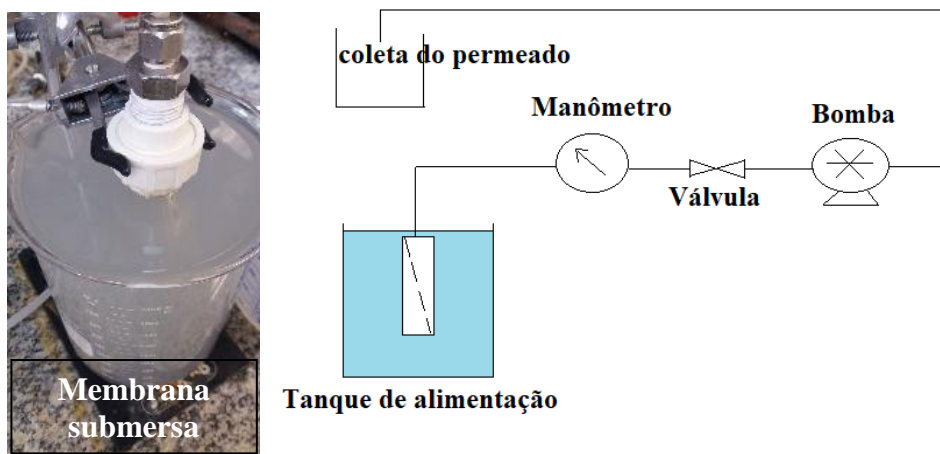 coleta do permeado
Manômetro
Bomba
Válvula
Tanque de alimentação
Membrana
submersa